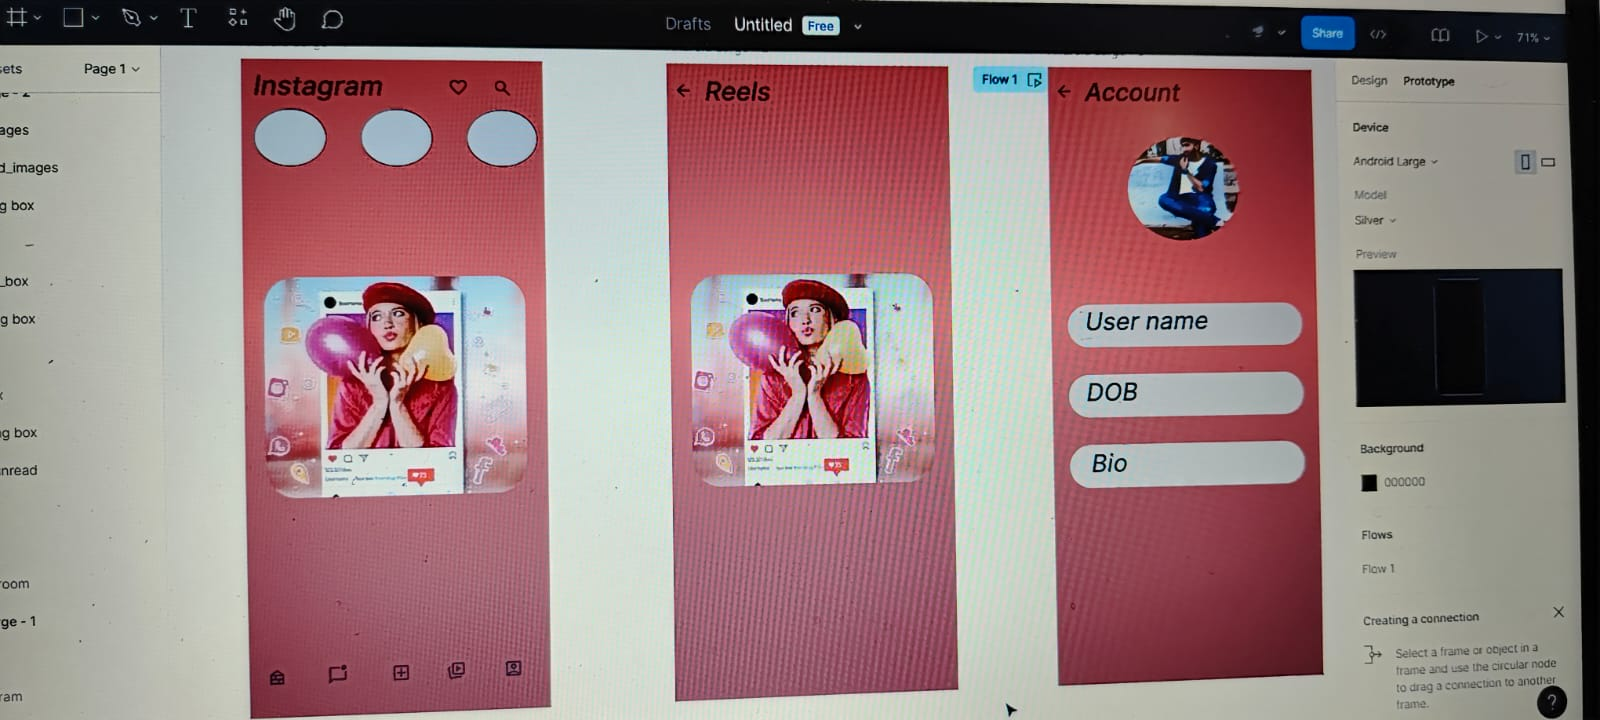 Drafts
Untitled
Free
Share
71%
sets
Page 1
ages
d_images
g box
_box
g box
g box
nread
room
rge - 1
ram
Instagram
Reels
Flow 1
Account
User name
DOB
Bio
Design
Prototype
Device
Android Large
Model
Silver
Preview
Background
000000
Flows
Flow 1
Creating a connection
Select a frame or object in a
frame and use the circular node
to drag a connection to another
frame.
?